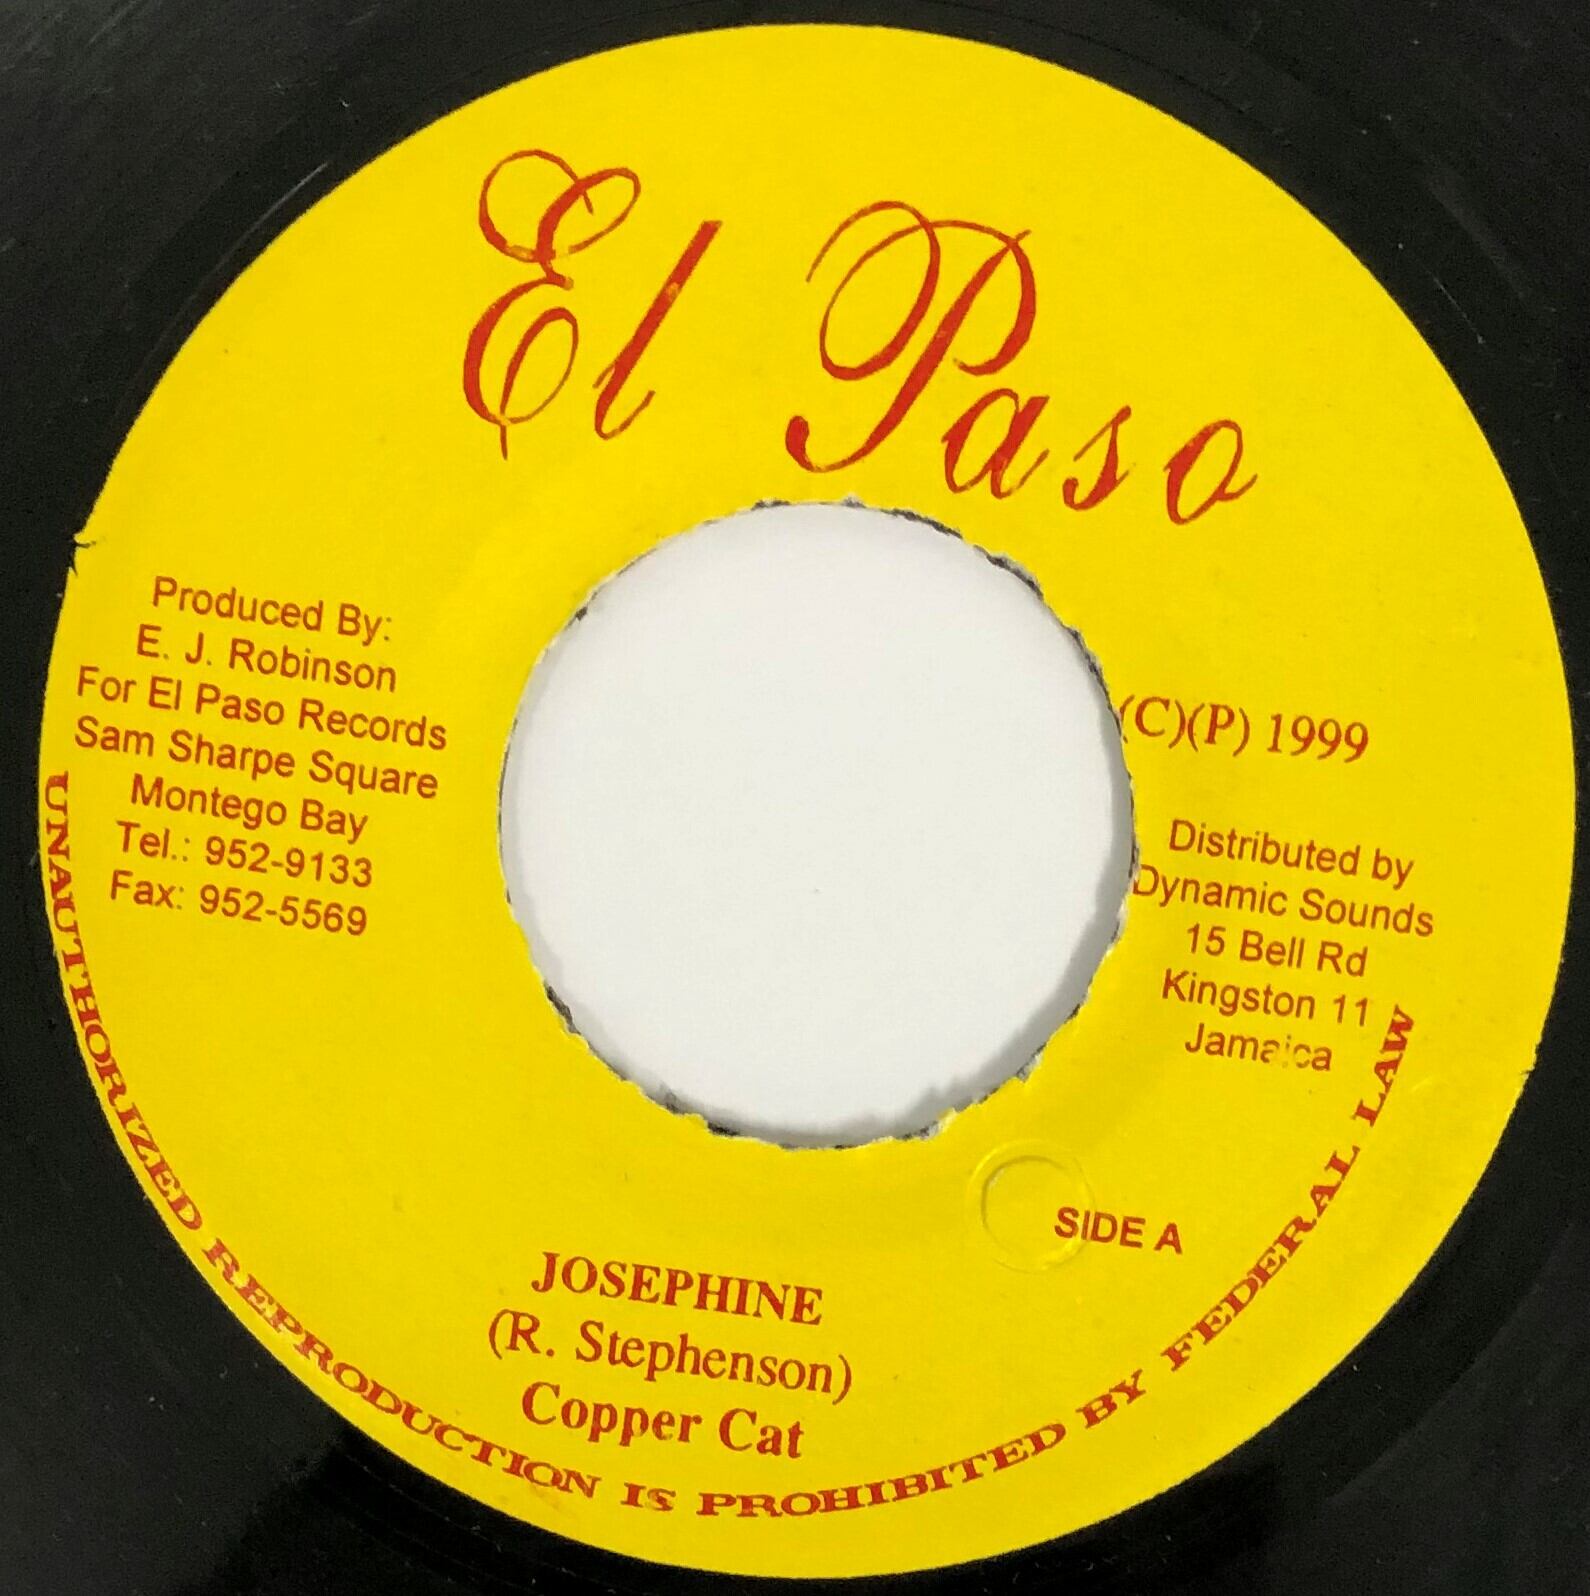 El Paso
Produced By:
E. J. Robinson
For El Paso Records
Sam Sharpe Square
Montego Bay
Tel.: 952-9133
Fax: 952-5569
(C)(P) 1999
Distributed by
Dynamic Sounds
15 Bell Rd
Kingston 11
Jamaica
SIDE A
JOSEPHINE
(R. Stephenson)
Copper Cat
UNAUTHORIZED REPRODUCTION IS PROHIBITED BY FEDERAL LAW